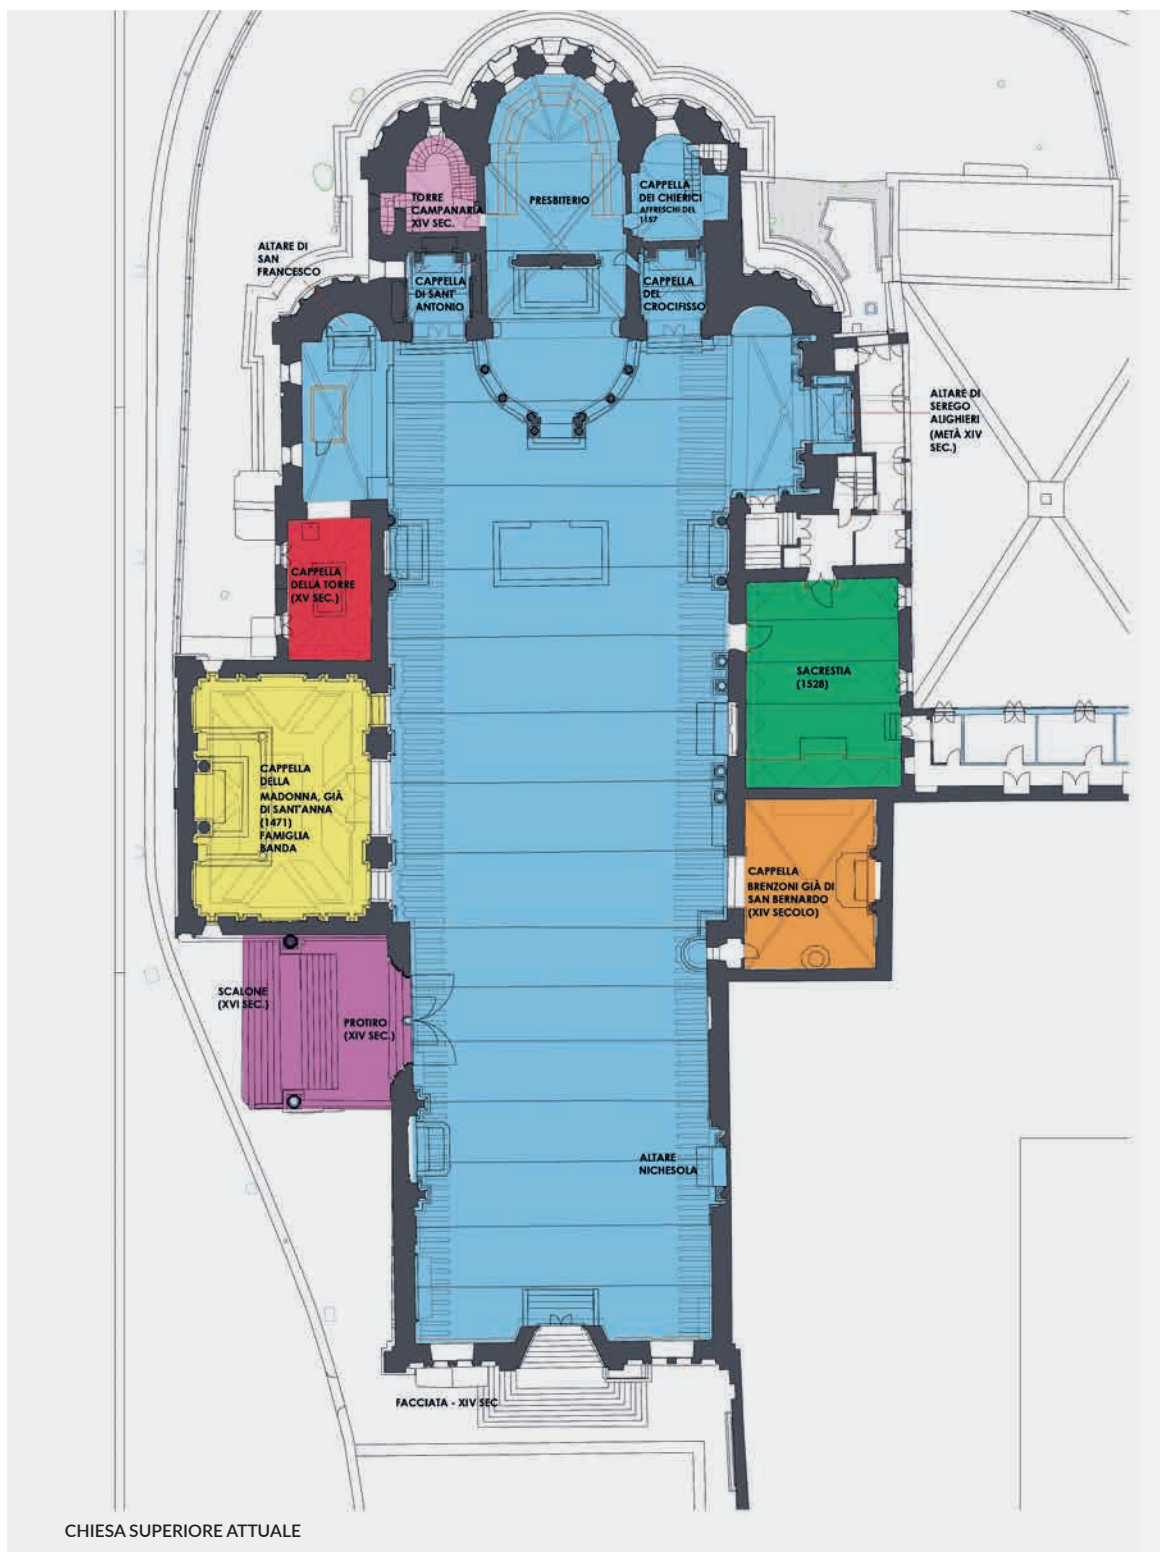 TORRE
CAMPANARIA
XIV SEC.
PRESBITERIO
CAPPELLA
DEI CHIERICI
AFFRESCHI DEL
1157
ALTARE DI
SAN
FRANCESCO
CAPPELLA
DI SANT'
ANTONIO
CAPPELLA
DEL
CROCIFISSO
ALTARE DI
SEREGO
ALIGHIERI
(METÀ XIV
SEC.)
CAPPELLA
DELLA TORRE
(XV SEC.)
SACRESTIA
(1528)
CAPPELLA
DELLA
MADONNA, GIÀ
DI SANT'ANNA
(1471)
FAMIGLIA
BANDA
CAPPELLA
BRENZONI GIÀ DI
SAN BERNARDO
(XIV SECOLO)
SCALONE
(XVI SEC.)
PROTIRO
(XIV SEC.)
ALTARE
NICHESOLA
FACCIATA - XIV SEC
CHIESA SUPERIORE ATTUALE